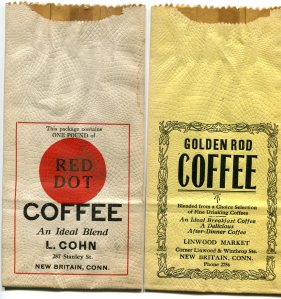 This package contains
ONE POUND of
RED
DOT
COFFEE
An Ideal Blend
L. COHN
287 Stanley St.
NEW BRITAIN, CONN.
GOLDEN ROD
COFFEE
Blended from a Choice Selection
of Fine Drinking Coffees
An Ideal Breakfast Coffee
A Delicious
After-Dinner Coffee
LINWOOD MARKET
Corner Linwood & Winthrop Sts.
NEW BRITAIN, CONN.
Phone 2296